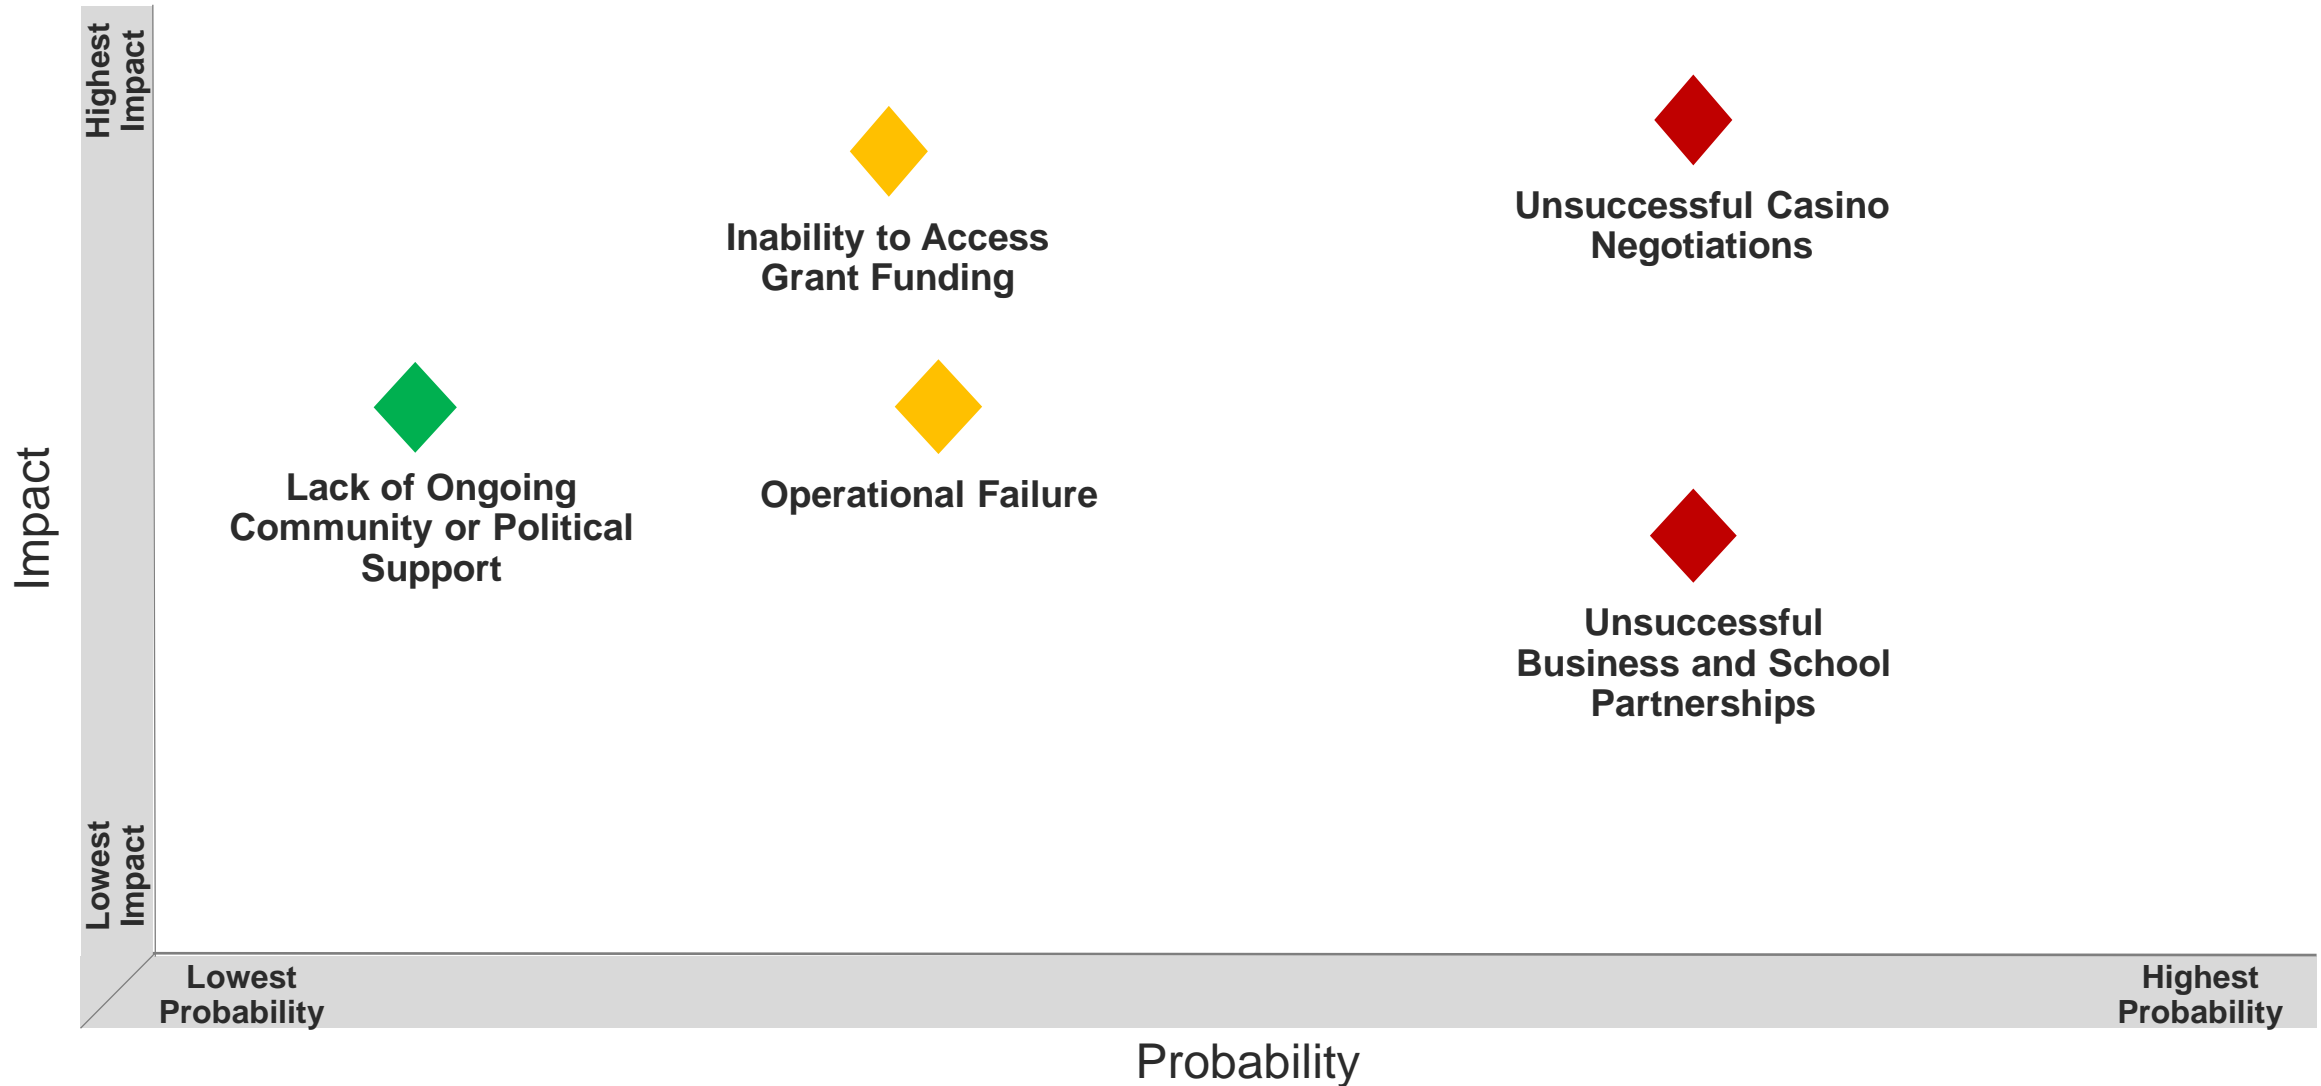 Highest
Impact
Unsuccessful Casino
Negotiations
Inability to Access
Grant Funding
Lack of Ongoing
Community or Political
Support
Operational Failure
Unsuccessful
Business and School
Partnerships
Impact
Lowest
Impact
Lowest
Probability
Highest
Probability
Probability